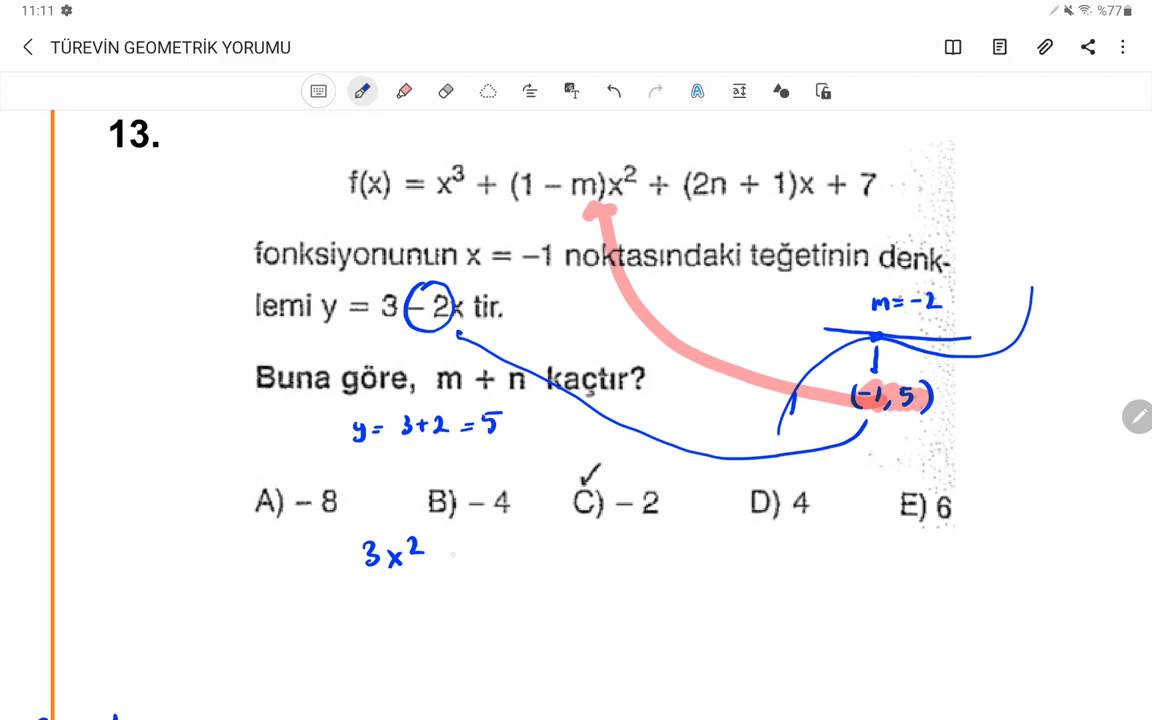 11:11 %77
TÜREVİN GEOMETRİK YORUMU
13.
f(x) = x³ + (1 − m)x² + (2n + 1)x + 7
fonksiyonunun x = −1 noktasındaki teğetinin denk-
lemi y = 3 − 2x tir.
m = -2
Buna göre, m + n kaçtır?
(-1, 5)
y = 3+2 = 5
A) − 8 B) − 4 C) − 2 D) 4 E) 6
3x²